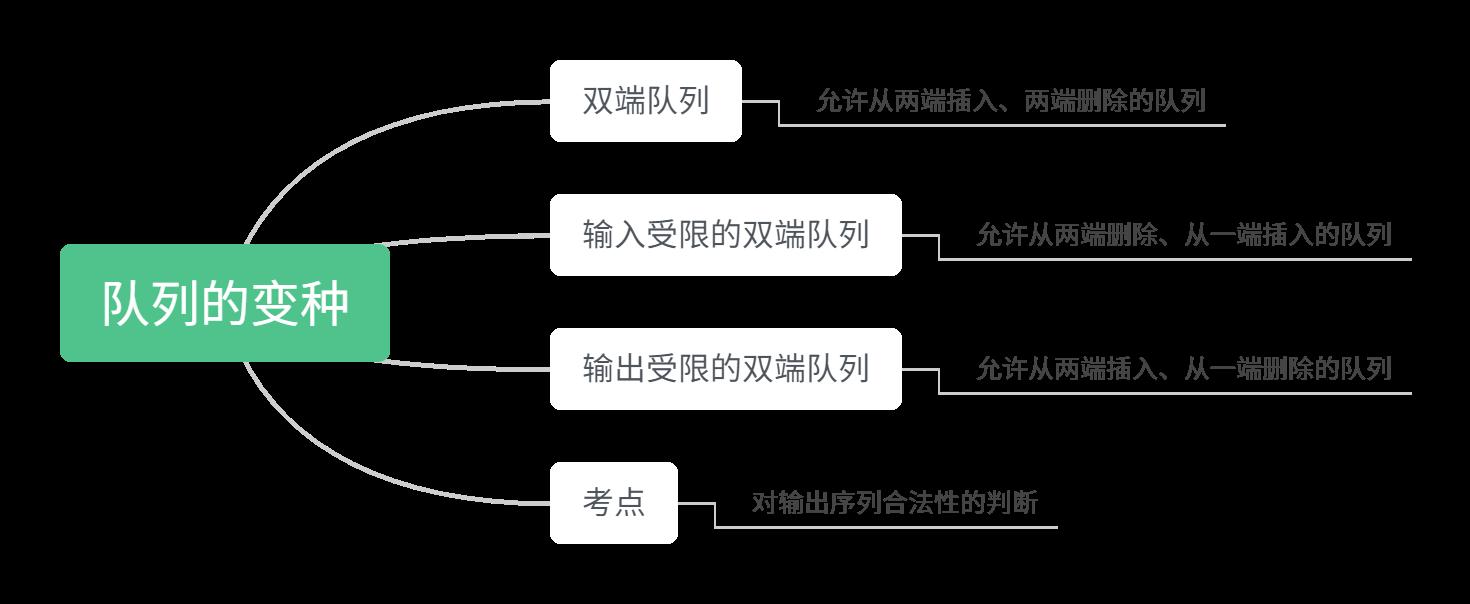 双端队列
允许从两端插入、两端删除的队列
输入受限的双端队列
允许从两端删除、从一端插入的队列
队列的变种
输出受限的双端队列
允许从两端插入、从一端删除的队列
考点
对输出序列合法性的判断